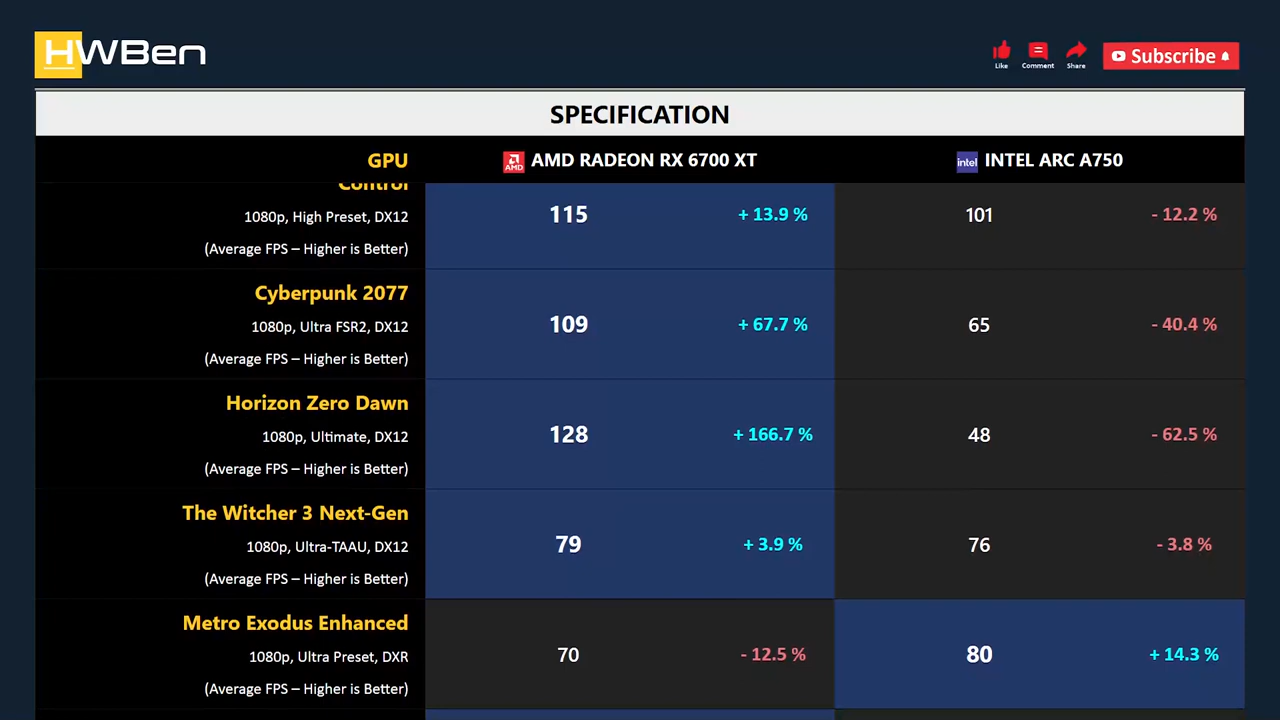 HWBen
Like
Comment
Share
Subscribe
SPECIFICATION
GPU
AMD AMD RADEON RX 6700 XT
intel INTEL ARC A750
Control
1080p, High Preset, DX12
(Average FPS – Higher is Better)
115 + 13.9 %
101 - 12.2 %
Cyberpunk 2077
1080p, Ultra FSR2, DX12
(Average FPS – Higher is Better)
109 + 67.7 %
65 - 40.4 %
Horizon Zero Dawn
1080p, Ultimate, DX12
(Average FPS – Higher is Better)
128 + 166.7 %
48 - 62.5 %
The Witcher 3 Next-Gen
1080p, Ultra-TAAU, DX12
(Average FPS – Higher is Better)
79 + 3.9 %
76 - 3.8 %
Metro Exodus Enhanced
1080p, Ultra Preset, DXR
(Average FPS – Higher is Better)
70 - 12.5 %
80 + 14.3 %